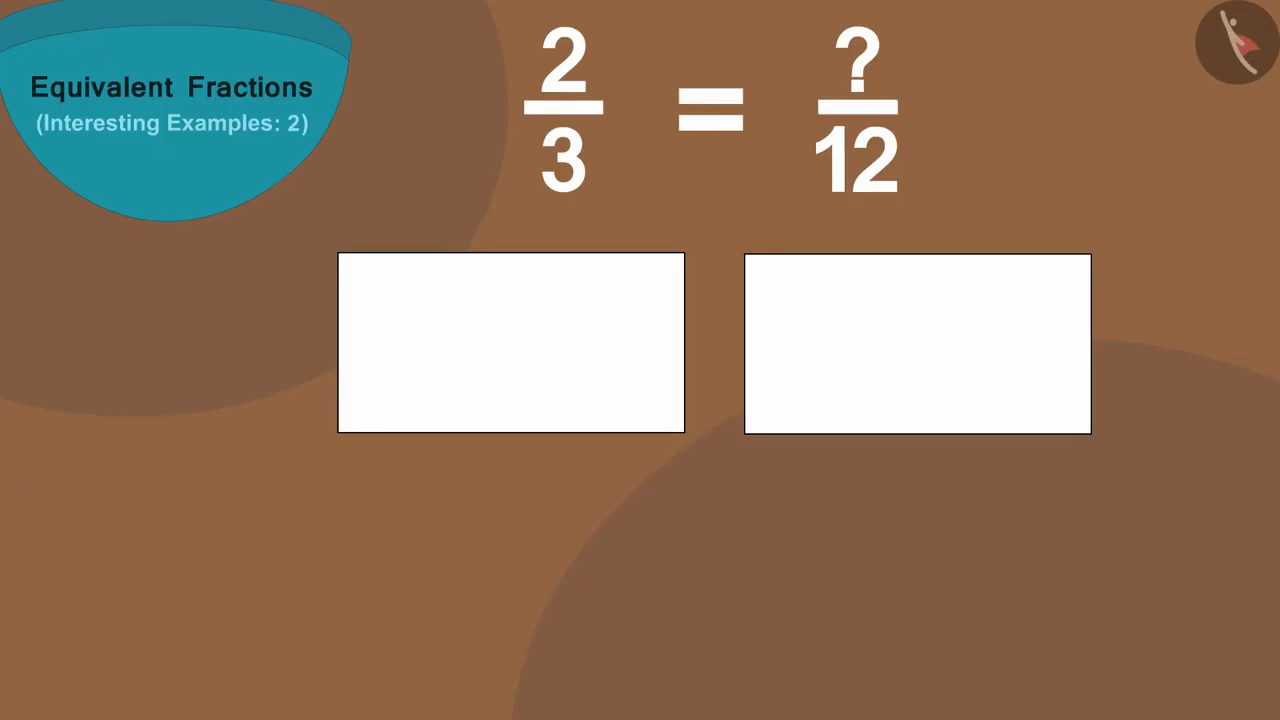 Equivalent Fractions
(Interesting Examples: 2)
2/3 = ?/12